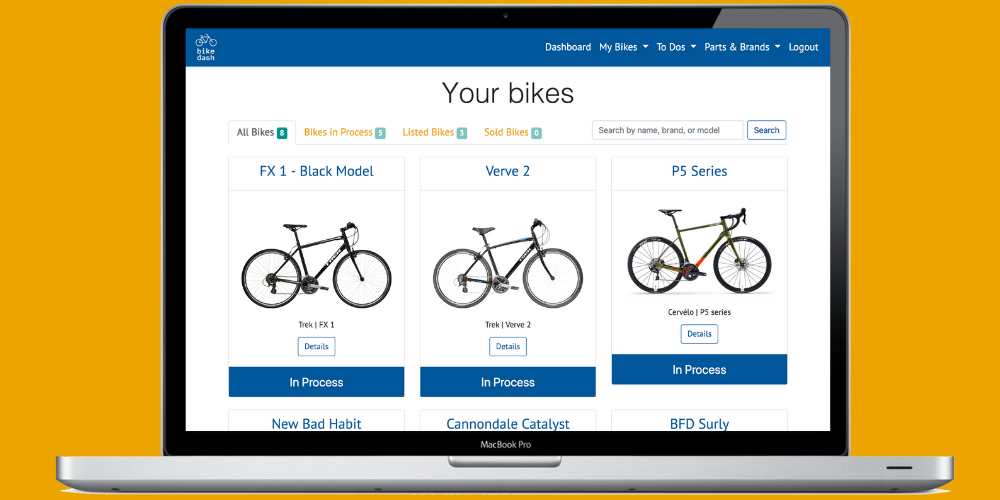 bike
dash
Dashboard My Bikes To Dos Parts & Brands Logout
Your bikes
All Bikes 8 Bikes in Process 5 Listed Bikes 3 Sold Bikes 0 Search by name, brand, or model Search
FX 1 - Black Model Verve 2 P5 Series
TREK
Trek | FX 1 Trek | Verve 2 Cervélo | P5 series
Details Details Details
In Process In Process In Process
New Bad Habit Cannondale Catalyst BFD Surly
MacBook Pro